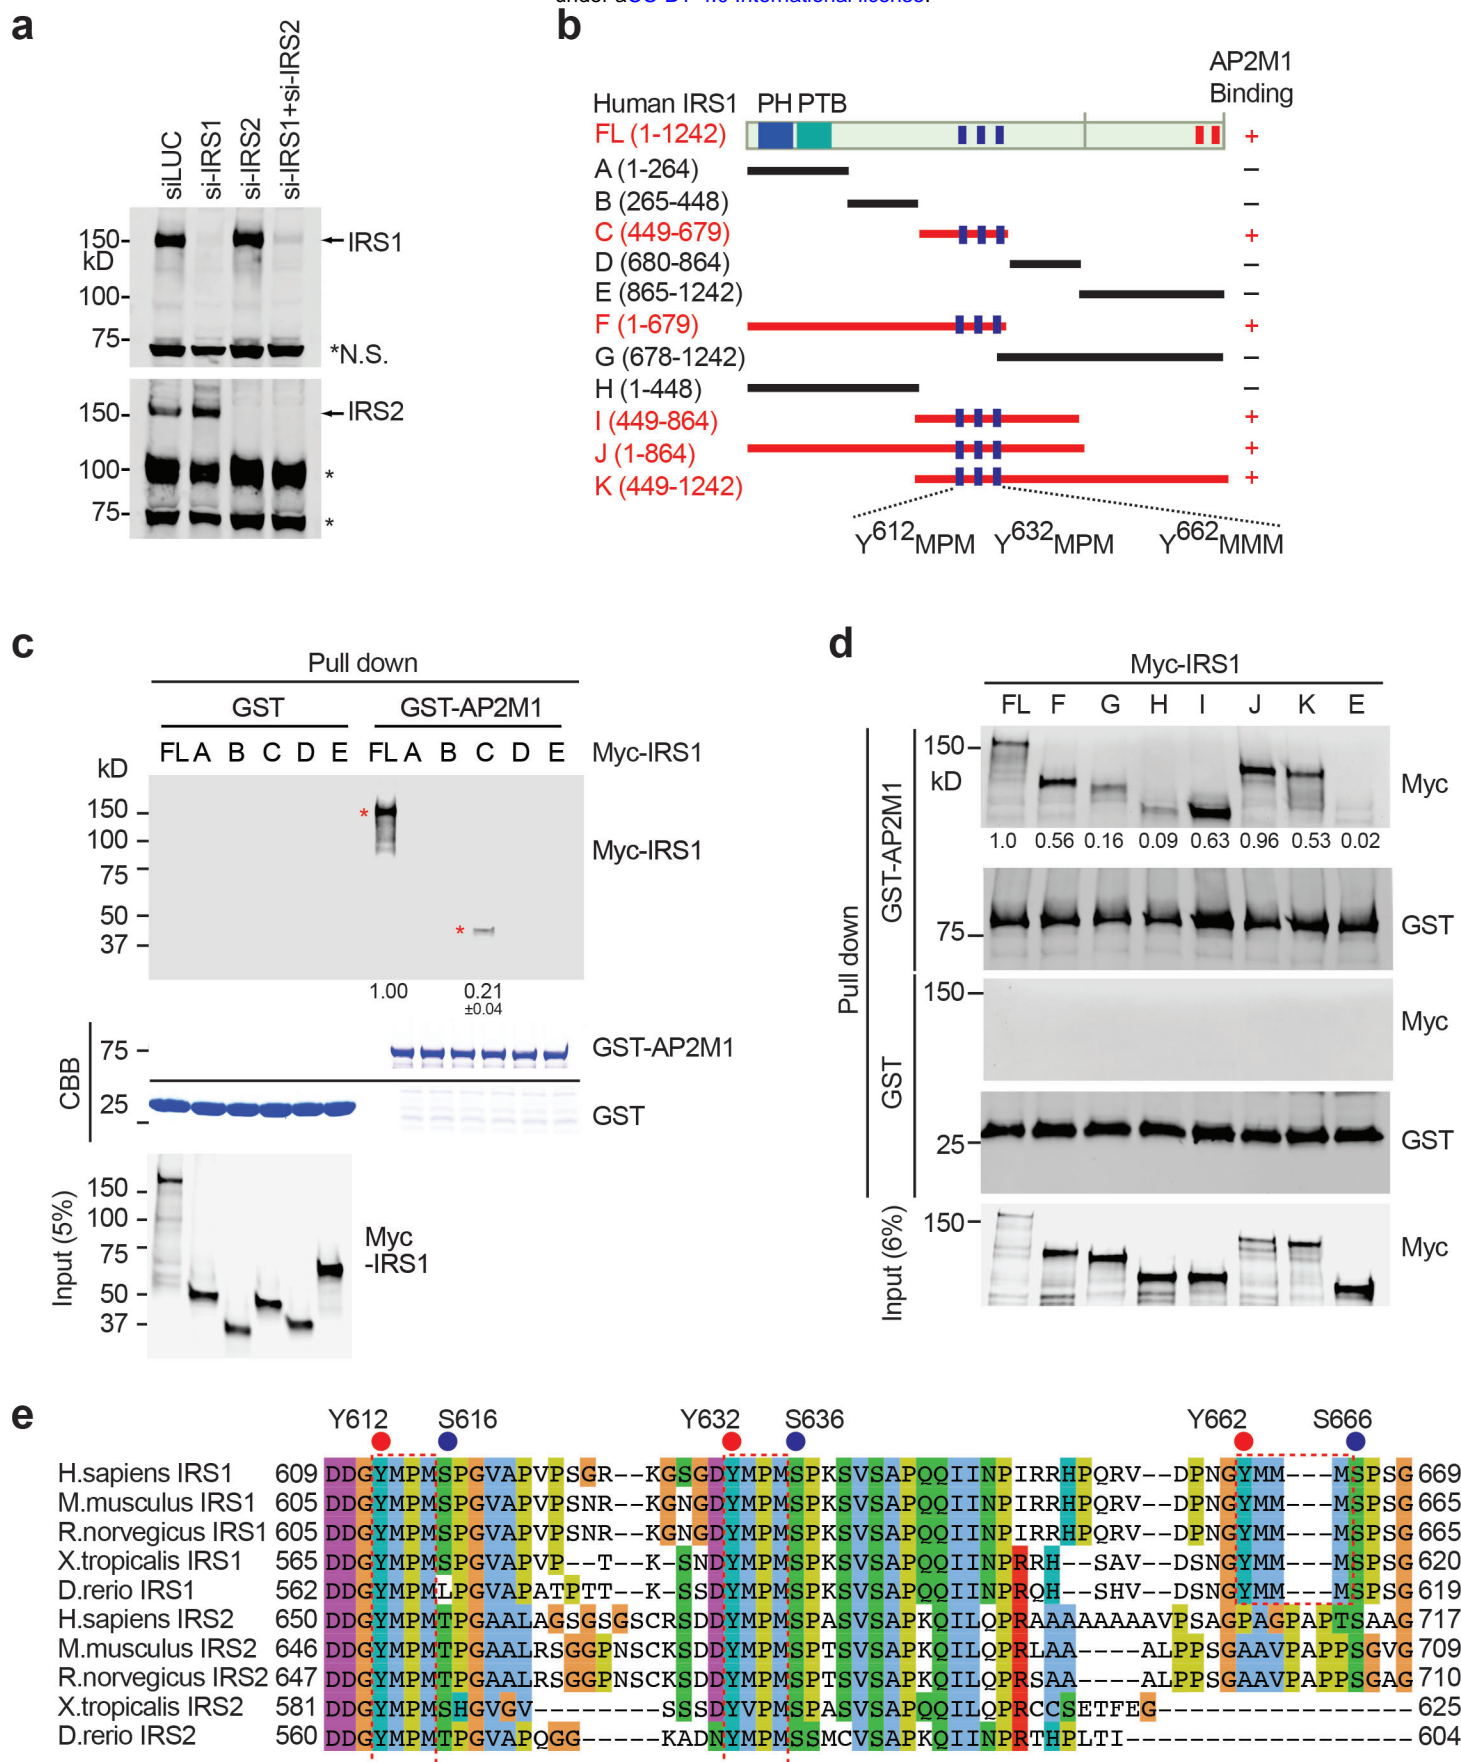 under aCC-BY 4.0 International license.
a
siLUC
si-IRS1
si-IRS2
si-IRS1+si-IRS2
150
kD
100
75
IRS1
*N.S.
150
100
75
IRS2
*
*
b
AP2M1
Binding
Human IRS1 PH PTB
FL (1-1242) +
A (1-264) –
B (265-448) –
C (449-679) +
D (680-864) –
E (865-1242) –
F (1-679) +
G (678-1242) –
H (1-448) –
I (449-864) +
J (1-864) +
K (449-1242) +
Y612MPM Y632MPM Y662MMM
c
Pull down
GST GST-AP2M1
FL A B C D E FL A B C D E Myc-IRS1
kD
150 *
100
75
50
37 *
Myc-IRS1
1.00 0.21
±0.04
CBB
75 GST-AP2M1
25 GST
Input (5%)
150
100
75
50
37
Myc
-IRS1
d
Myc-IRS1
FL F G H I J K E
Pull down
GST-AP2M1
150
kD
Myc
1.0 0.56 0.16 0.09 0.63 0.96 0.53 0.02
75 GST
GST
150 Myc
25 GST
Input (6%)
150 Myc
e
Y612 S616 Y632 S636 Y662 S666
H.sapiens IRS1 609 DDGYMPMSPGVAPVPSGR--KGSGDYMPMSPKSVSAPQQIINPIRRHPQRV--DPNGYMM---MSPSG 669
M.musculus IRS1 605 DDGYMPMSPGVAPVPSNR--KGNGDYMPMSPKSVSAPQQIINPIRRHPQRV--DPNGYMM---MSPSG 665
R.norvegicus IRS1 605 DDGYMPMSPGVAPVPSNR--KGNGDYMPMSPKSVSAPQQIINPIRRHPQRV--DPNGYMM---MSPSG 665
X.tropicalis IRS1 565 DDGYMPMSPGVAPVP--T--K-SNDYMPMSPKSVSAPQQIINPRRH--SAV--DSNGYMM---MSPSG 620
D.rerio IRS1 562 DDGYMPMLPGVAPATPTT--K-SSDYMPMSPKSVSAPQQIINPRQH--SHV--DSNGYMM---MSPSG 619
H.sapiens IRS2 650 DDGYMPMTPGAALAGSGSGSCRSDDYMPMSPASVSAPKQILQPRAAAAAAAAVPSAGPAGPAPTSAAG 717
M.musculus IRS2 646 DDGYMPMTPGAALRSGGPNSCKSDDYMPMSPTSVSAPKQILQPRLAA----ALPPSGAAVPAPPSGVG 709
R.norvegicus IRS2 647 DDGYMPMTPGAALRSGGPNSCKSDDYMPMSPTSVSAPKQILQPRSAA----ALPPSGAAVPAPPSGAG 710
X.tropicalis IRS2 581 DDGYMPMSHGVGV--------SSSDYVPMSPASVSAPQQILQPRCCSETFEG---------------- 625
D.rerio IRS2 560 DDGYMPMTPGVAPQGG-----KADNYMPMSSMCVSAPKQIINPRTHPLTI------------------ 604